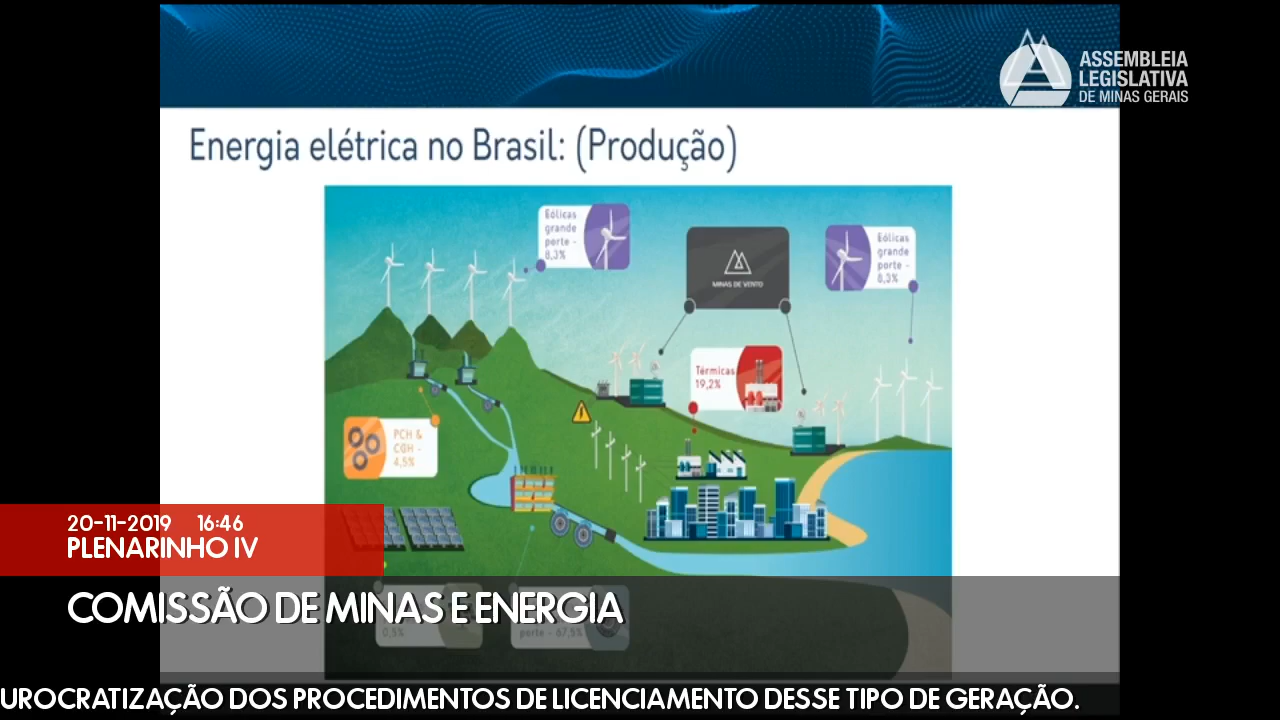 ASSEMBLEIA
LEGISLATIVA
DE MINAS GERAIS
Energia elétrica no Brasil: (Produção)
Eólicas
grande
porte -
8,3%
MINAS DE VENTO
Eólicas
grande
porte -
8,3%
Térmicas
19,2%
PCH &
CGH -
4,5%
0,5%
porte - 67,5%
20-11-2019 16:46
PLENARINHO IV
COMISSÃO DE MINAS E ENERGIA
UROCRATIZAÇÃO DOS PROCEDIMENTOS DE LICENCIAMENTO DESSE TIPO DE GERAÇÃO.